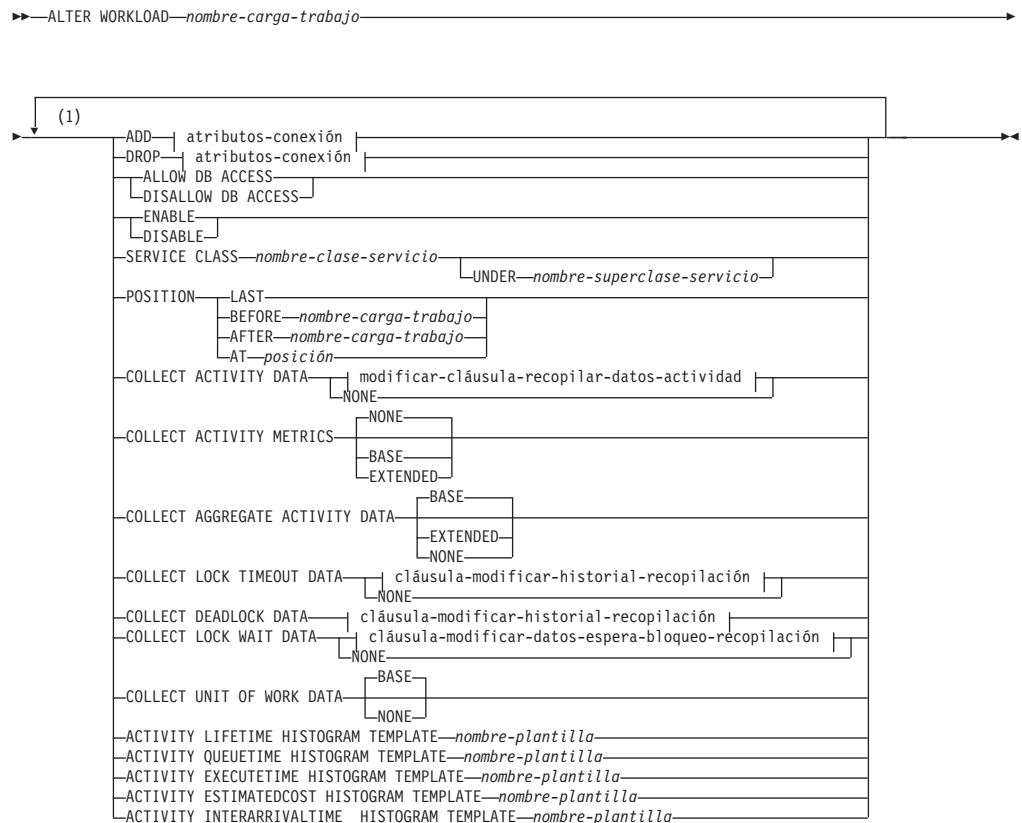 ALTER WORKLOAD nombre-carga-trabajo
(1)
ADD atributos-conexión
DROP atributos-conexión
ALLOW DB ACCESS
DISALLOW DB ACCESS
ENABLE
DISABLE
SERVICE CLASS nombre-clase-servicio
UNDER nombre-superclase-servicio
POSITION LAST
BEFORE nombre-carga-trabajo
AFTER nombre-carga-trabajo
AT posición
COLLECT ACTIVITY DATA modificar-cláusula-recopilar-datos-actividad
NONE
NONE
COLLECT ACTIVITY METRICS
BASE
EXTENDED
BASE
COLLECT AGGREGATE ACTIVITY DATA
EXTENDED
NONE
COLLECT LOCK TIMEOUT DATA cláusula-modificar-historial-recopilación
NONE
COLLECT DEADLOCK DATA cláusula-modificar-historial-recopilación
COLLECT LOCK WAIT DATA cláusula-modificar-datos-espera-bloqueo-recopilación
NONE
BASE
COLLECT UNIT OF WORK DATA
NONE
ACTIVITY LIFETIME HISTOGRAM TEMPLATE nombre-plantilla
ACTIVITY QUEUETIME HISTOGRAM TEMPLATE nombre-plantilla
ACTIVITY EXECUTETIME HISTOGRAM TEMPLATE nombre-plantilla
ACTIVITY ESTIMATEDCOST HISTOGRAM TEMPLATE nombre-plantilla
ACTIVITY INTERARRIVALTIME HISTOGRAM TEMPLATE nombre-plantilla